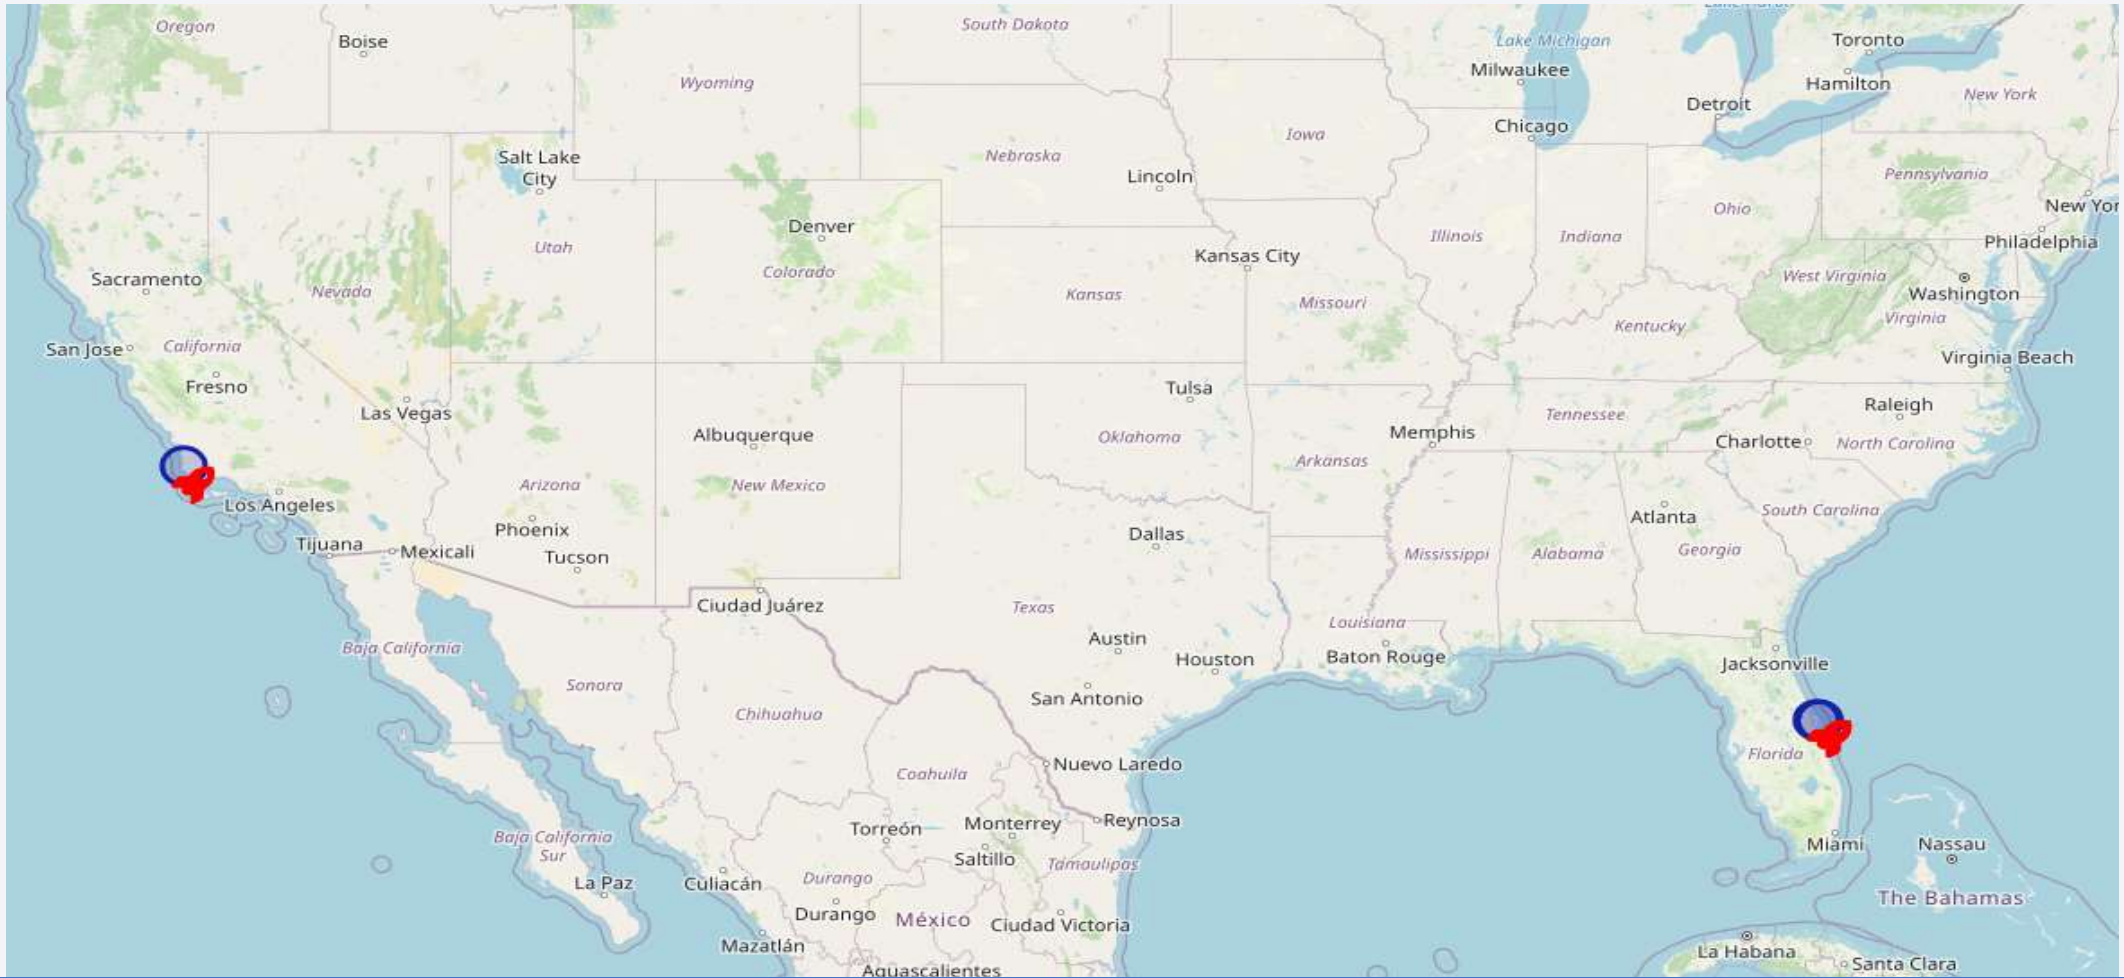 Oregon
Boise
South Dakota
Lake Michigan
Toronto
Wyoming
Milwaukee
Hamilton
New York
Detroit
Chicago
Iowa
Salt Lake
City
Nebraska
Lincoln
Pennsylvania
New Yor
Ohio
Denver
Utah
Illinois
Indiana
Philadelphia
Kansas City
Colorado
Sacramento
Nevada
Kansas
Missouri
West Virginia
Washington
Virginia
Kentucky
San Jose
California
Virginia Beach
Fresno
Tulsa
Las Vegas
Raleigh
Tennessee
Albuquerque
Oklahoma
Memphis
Charlotte
North Carolina
Arkansas
Arizona
New Mexico
Los Angeles
South Carolina
Atlanta
Phoenix
Dallas
Tijuana
Mexicali
Tucson
Mississippi
Alabama
Georgia
Ciudad Juárez
Texas
Louisiana
Austin
Baja California
Houston
Baton Rouge
Jacksonville
Sonora
San Antonio
Chihuahua
Florida
Nuevo Laredo
Coahuila
Reynosa
Torreón
Monterrey
Baja California
Sur
Miami
Nassau
Saltillo
Tamaulipas
La Paz
Culiacán
Durango
The Bahamas
Durango
México
Ciudad Victoria
Mazatlán
La Habana
Santa Clara
Aguascalientes